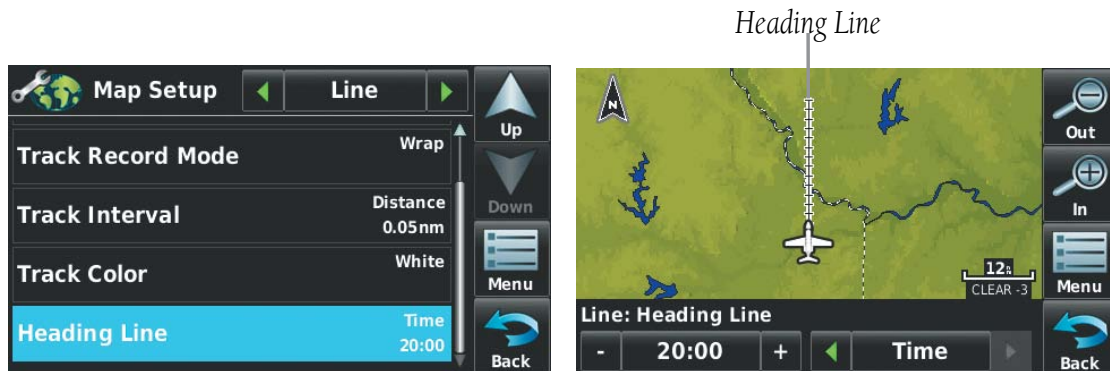 Heading Line
Map Setup
Line
Up
Track Record Mode
Wrap
Track Interval
Distance
0.05nm
Down
Track Color
White
Menu
Heading Line
Time
20:00
Back
N
Out
In
12
CLEAR -3
Menu
Line: Heading Line
-
20:00
+
Time
Back